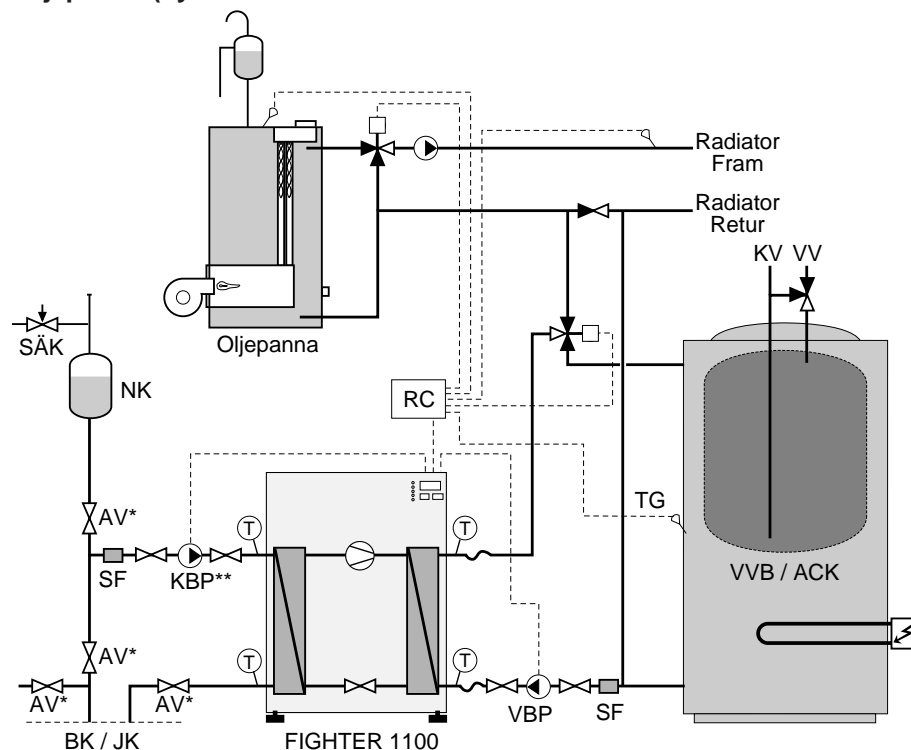 Radiator
Fram
Radiator
Retur
KV VV
SÄK
Oljepanna
NK
RC
AV*
T
T
TG
SF
KBP**
VVB / ACK
AV*
T
T
AV*
AV*
VBP
SF
BK / JK
FIGHTER 1100